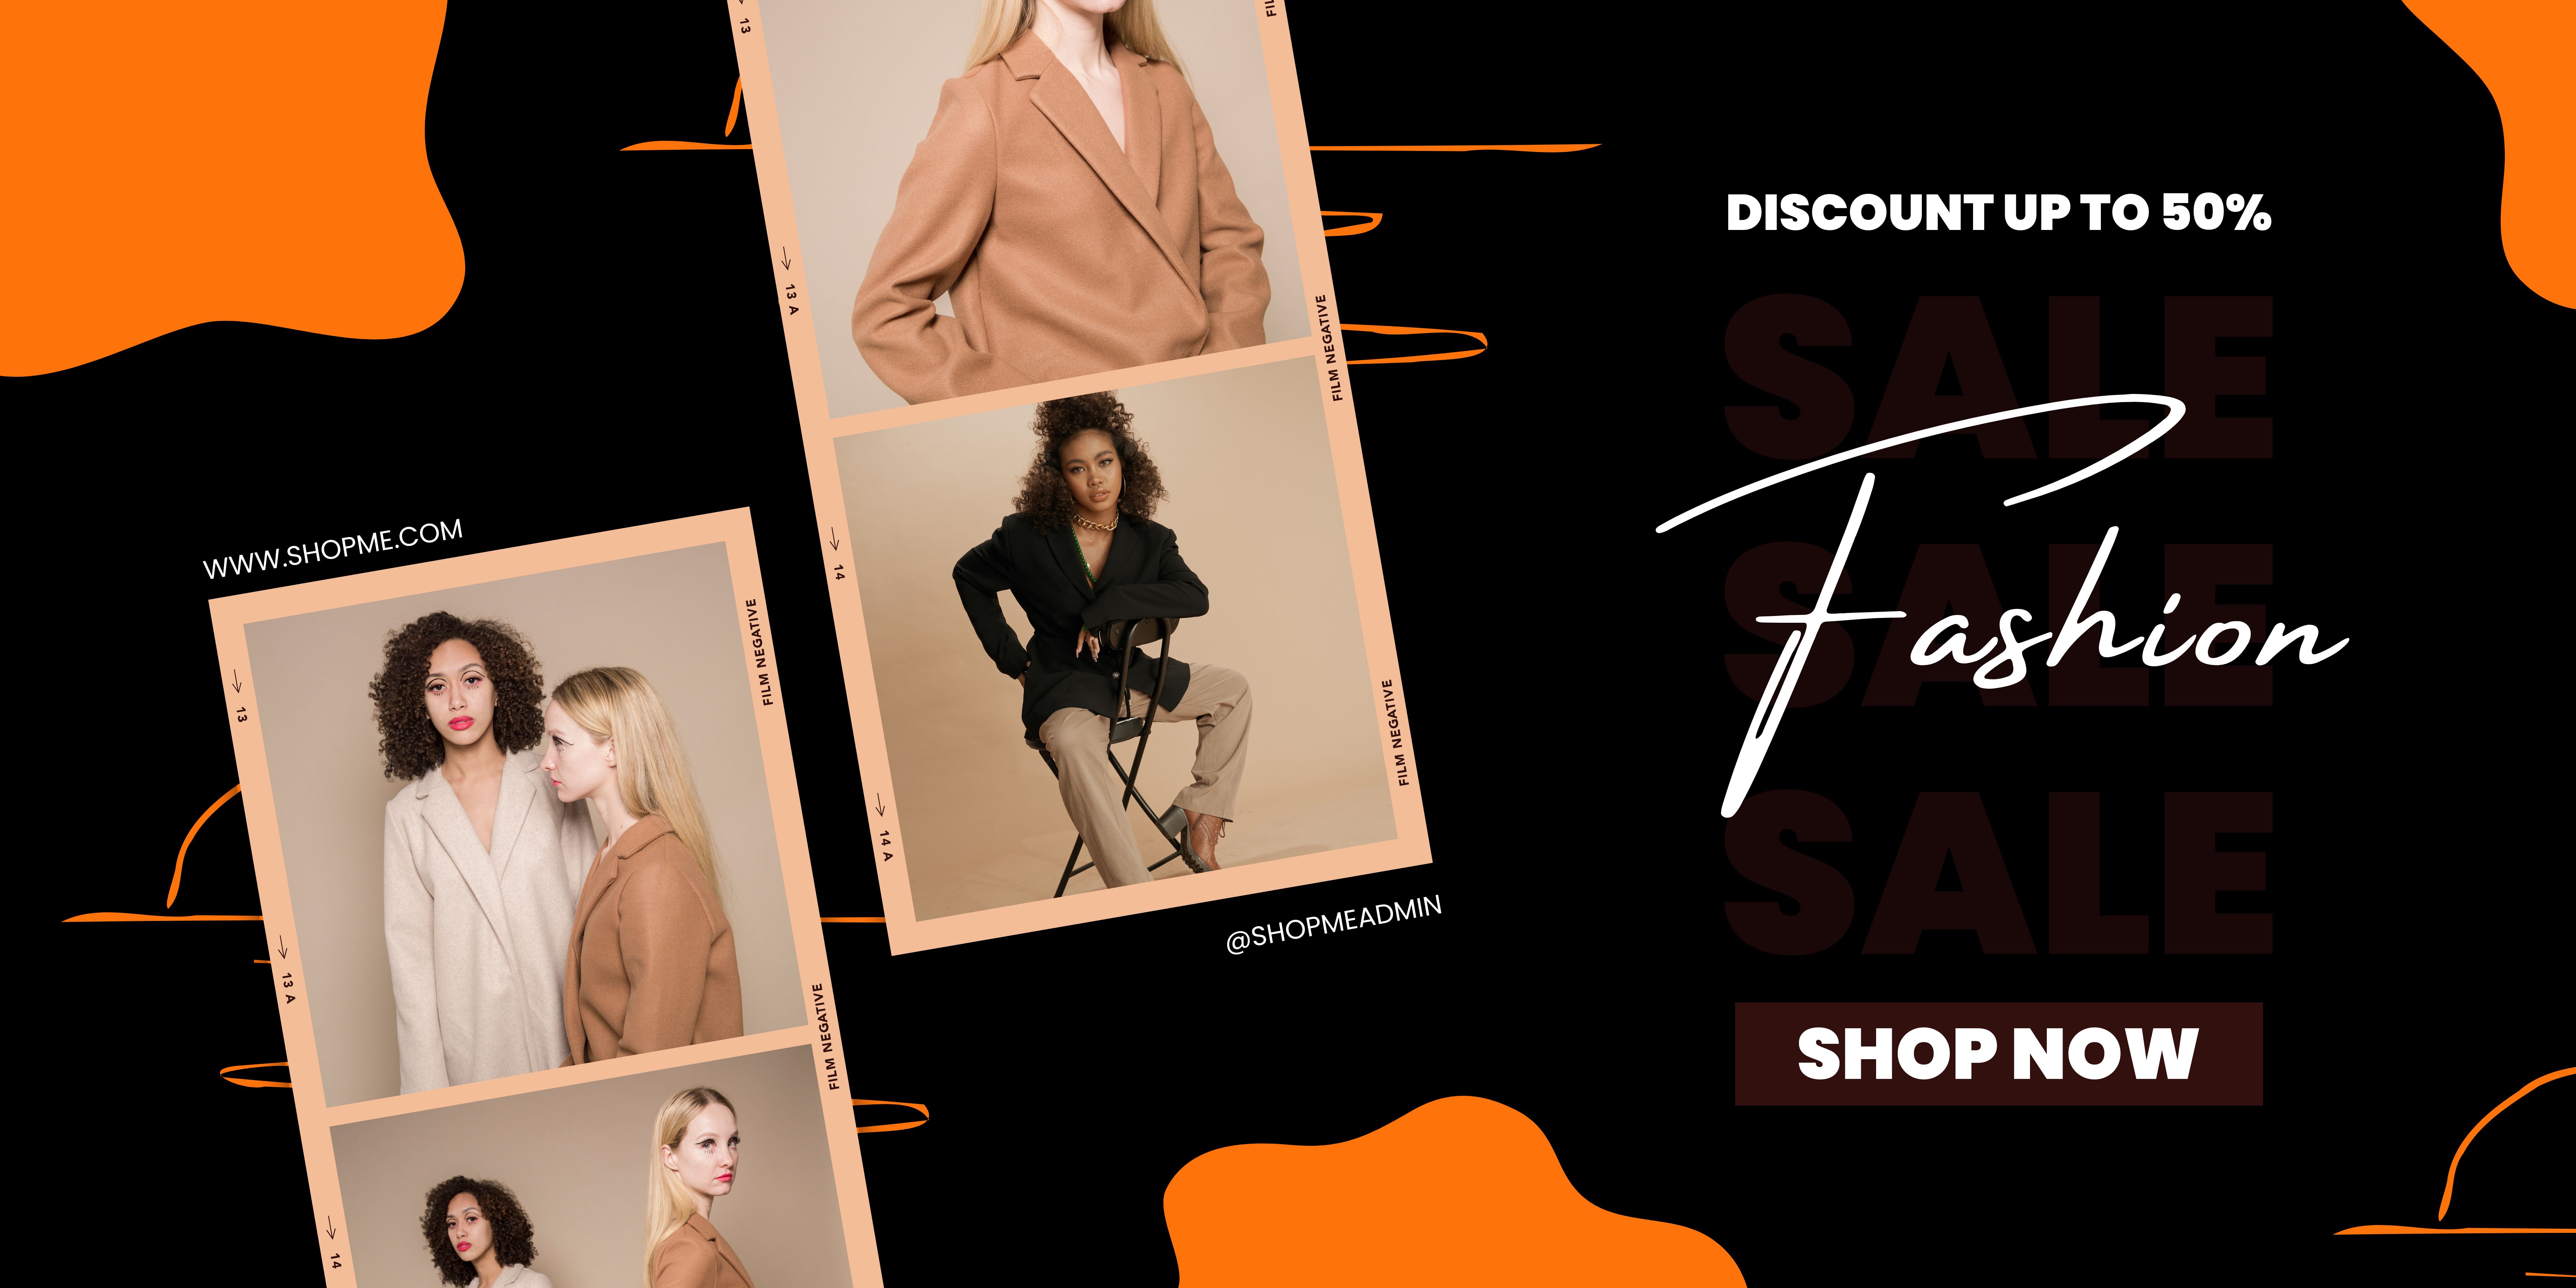 WWW.SHOPME.COM
→ 13
FILM NEGATIVE
→ 13 A
FILM NEGATIVE
→ 14
→ 13
→ 13 A
FILM NEGATIVE
→ 14
FILM NEGATIVE
→ 14 A
@SHOPMEADMIN
DISCOUNT UP TO 50%
SALE
SALE
SALE
Fashion
SHOP NOW